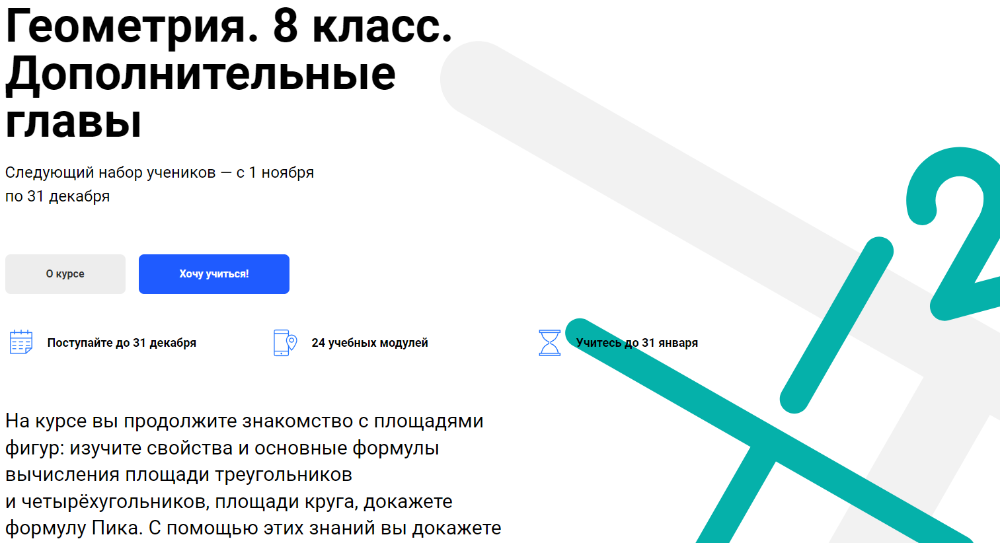 Геометрия. 8 класс.
Дополнительные
главы
Следующий набор учеников — с 1 ноября
по 31 декабря
О курсе
Хочу учиться!
Поступайте до 31 декабря
24 учебных модулей
Учитесь до 31 января
На курсе вы продолжите знакомство с площадями
фигур: изучите свойства и основные формулы
вычисления площади треугольников
и четырёхугольников, площади круга, докажете
формулу Пика. С помощью этих знаний вы докажете
2